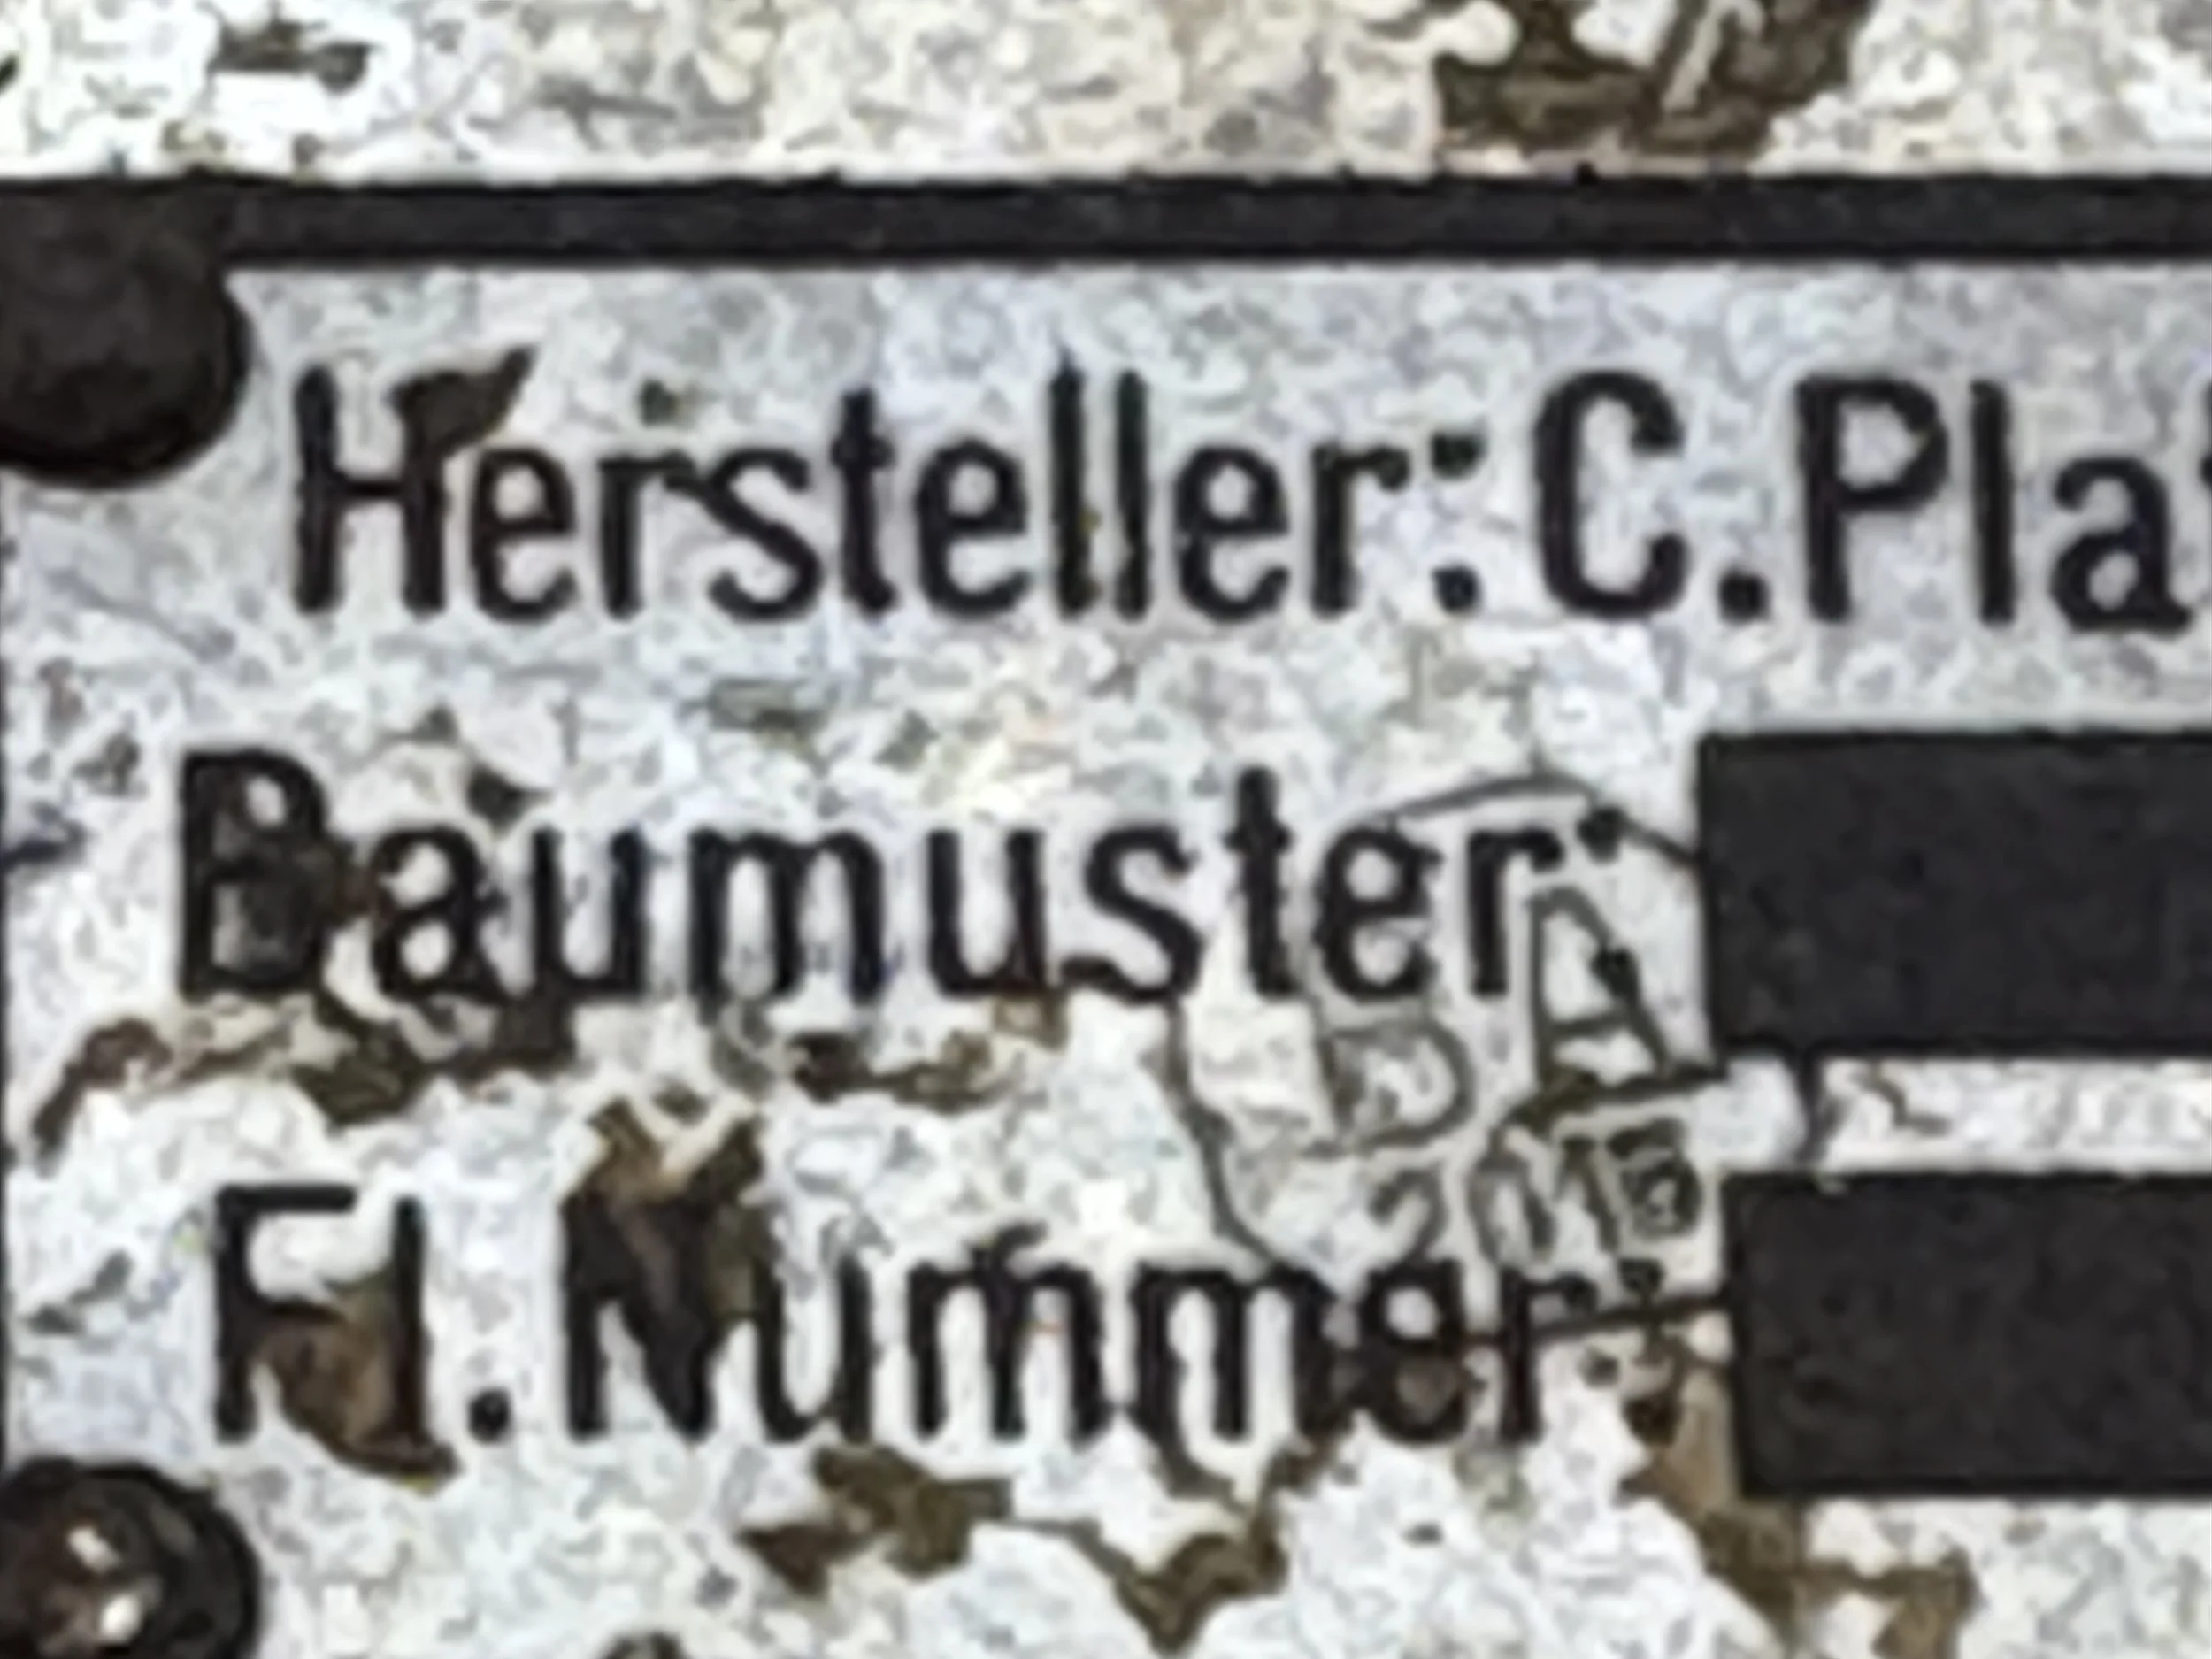 Hersteller: C. Pla
Baumuster:
Fl. Nummer: